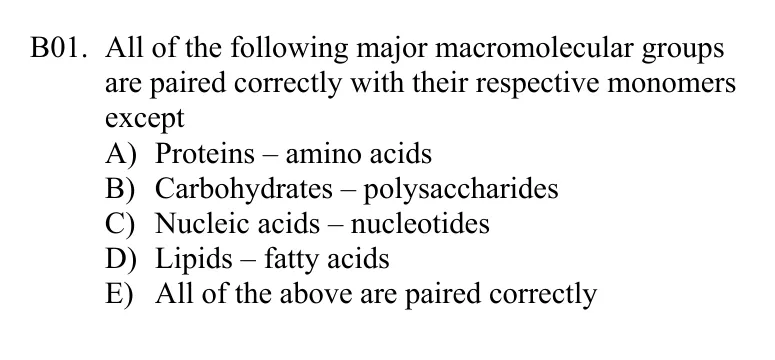 B01. All of the following major macromolecular groups
are paired correctly with their respective monomers
except
A) Proteins – amino acids
B) Carbohydrates – polysaccharides
C) Nucleic acids – nucleotides
D) Lipids – fatty acids
E) All of the above are paired correctly